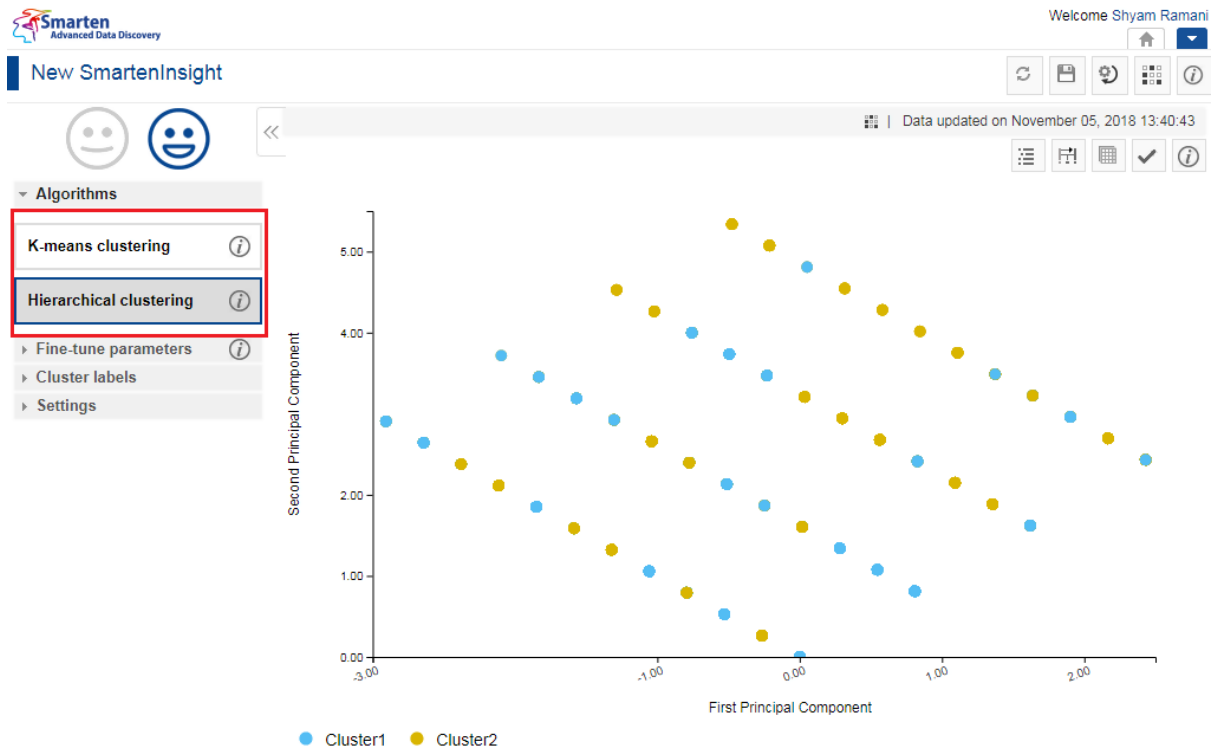 Smarten
Advanced Data Discovery
Welcome Shyam Ramani
New SmartenInsight
Data updated on November 05, 2018 13:40:43
Algorithms
K-means clustering
Hierarchical clustering
Fine-tune parameters
Cluster labels
Settings
Second Principal Component
5.00
4.00
2.00
1.00
0.00
-3.00 -1.00 0.00 1.00 2.00
First Principal Component
Cluster1 Cluster2